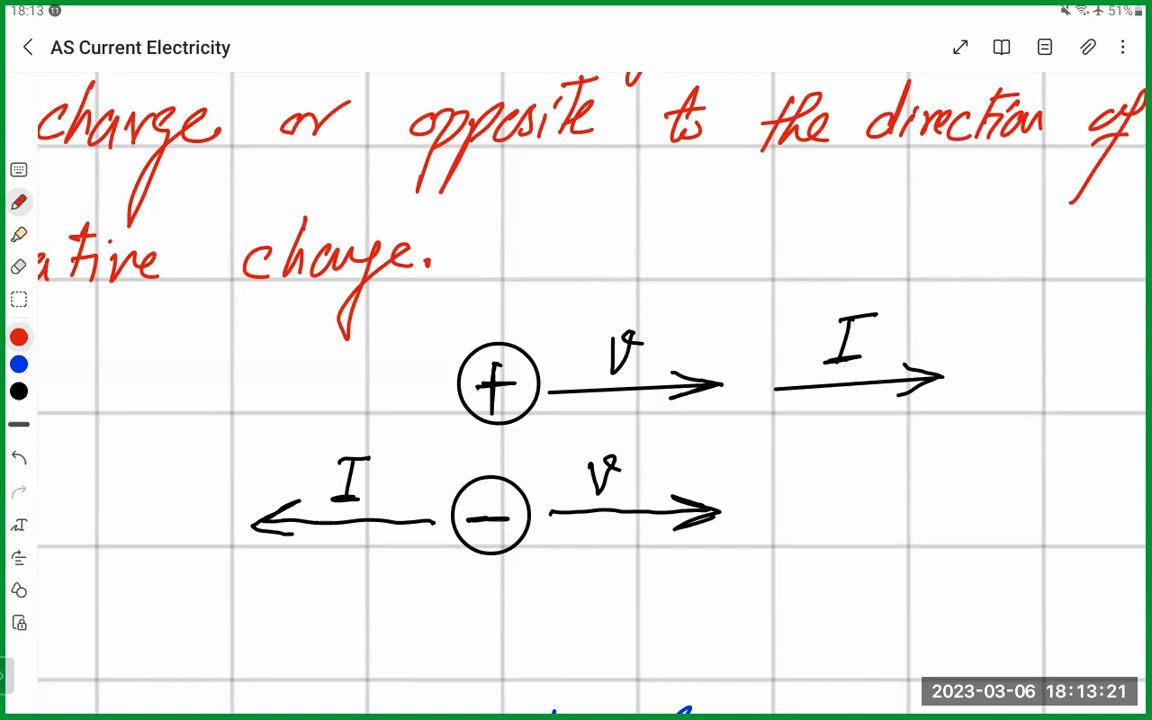 18:13 11 51%
AS Current Electricity
charge or opposite to the direction of
ative charge.
+ v I
I - v
2023-03-06 18:13:21